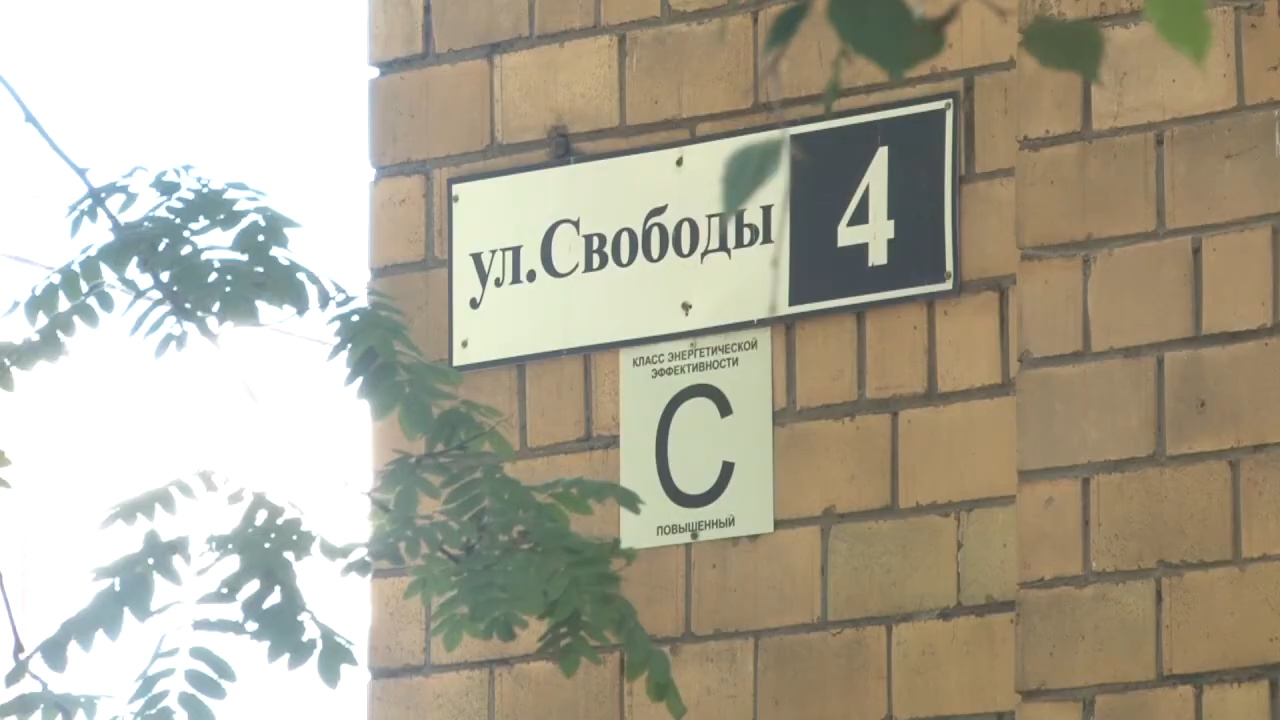 ул.Свободы 4
КЛАСС ЭНЕРГЕТИЧЕСКОЙ
ЭФФЕКТИВНОСТИ
С
ПОВЫШЕННЫЙ